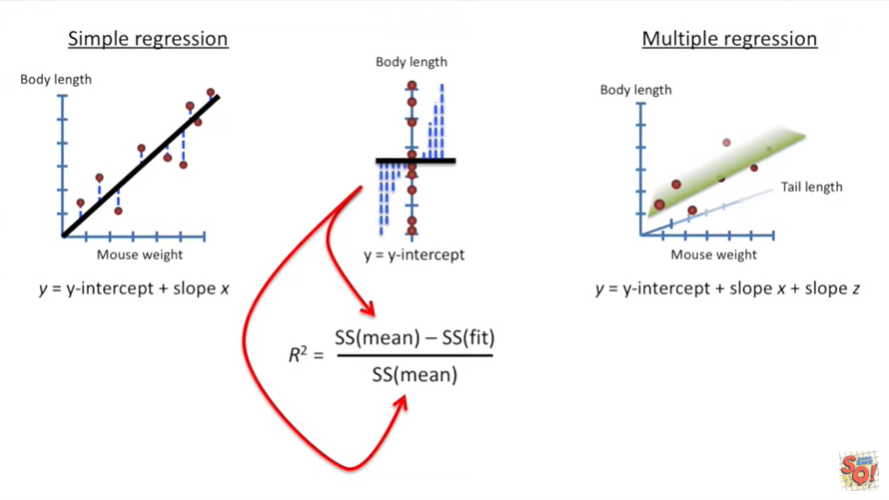 Simple regression
Body length
Mouse weight
y = y-intercept + slope x
Body length
y = y-intercept
R² =
SS(mean) – SS(fit)
SS(mean)
Multiple regression
Body length
Tail length
Mouse weight
y = y-intercept + slope x + slope z
SQ!